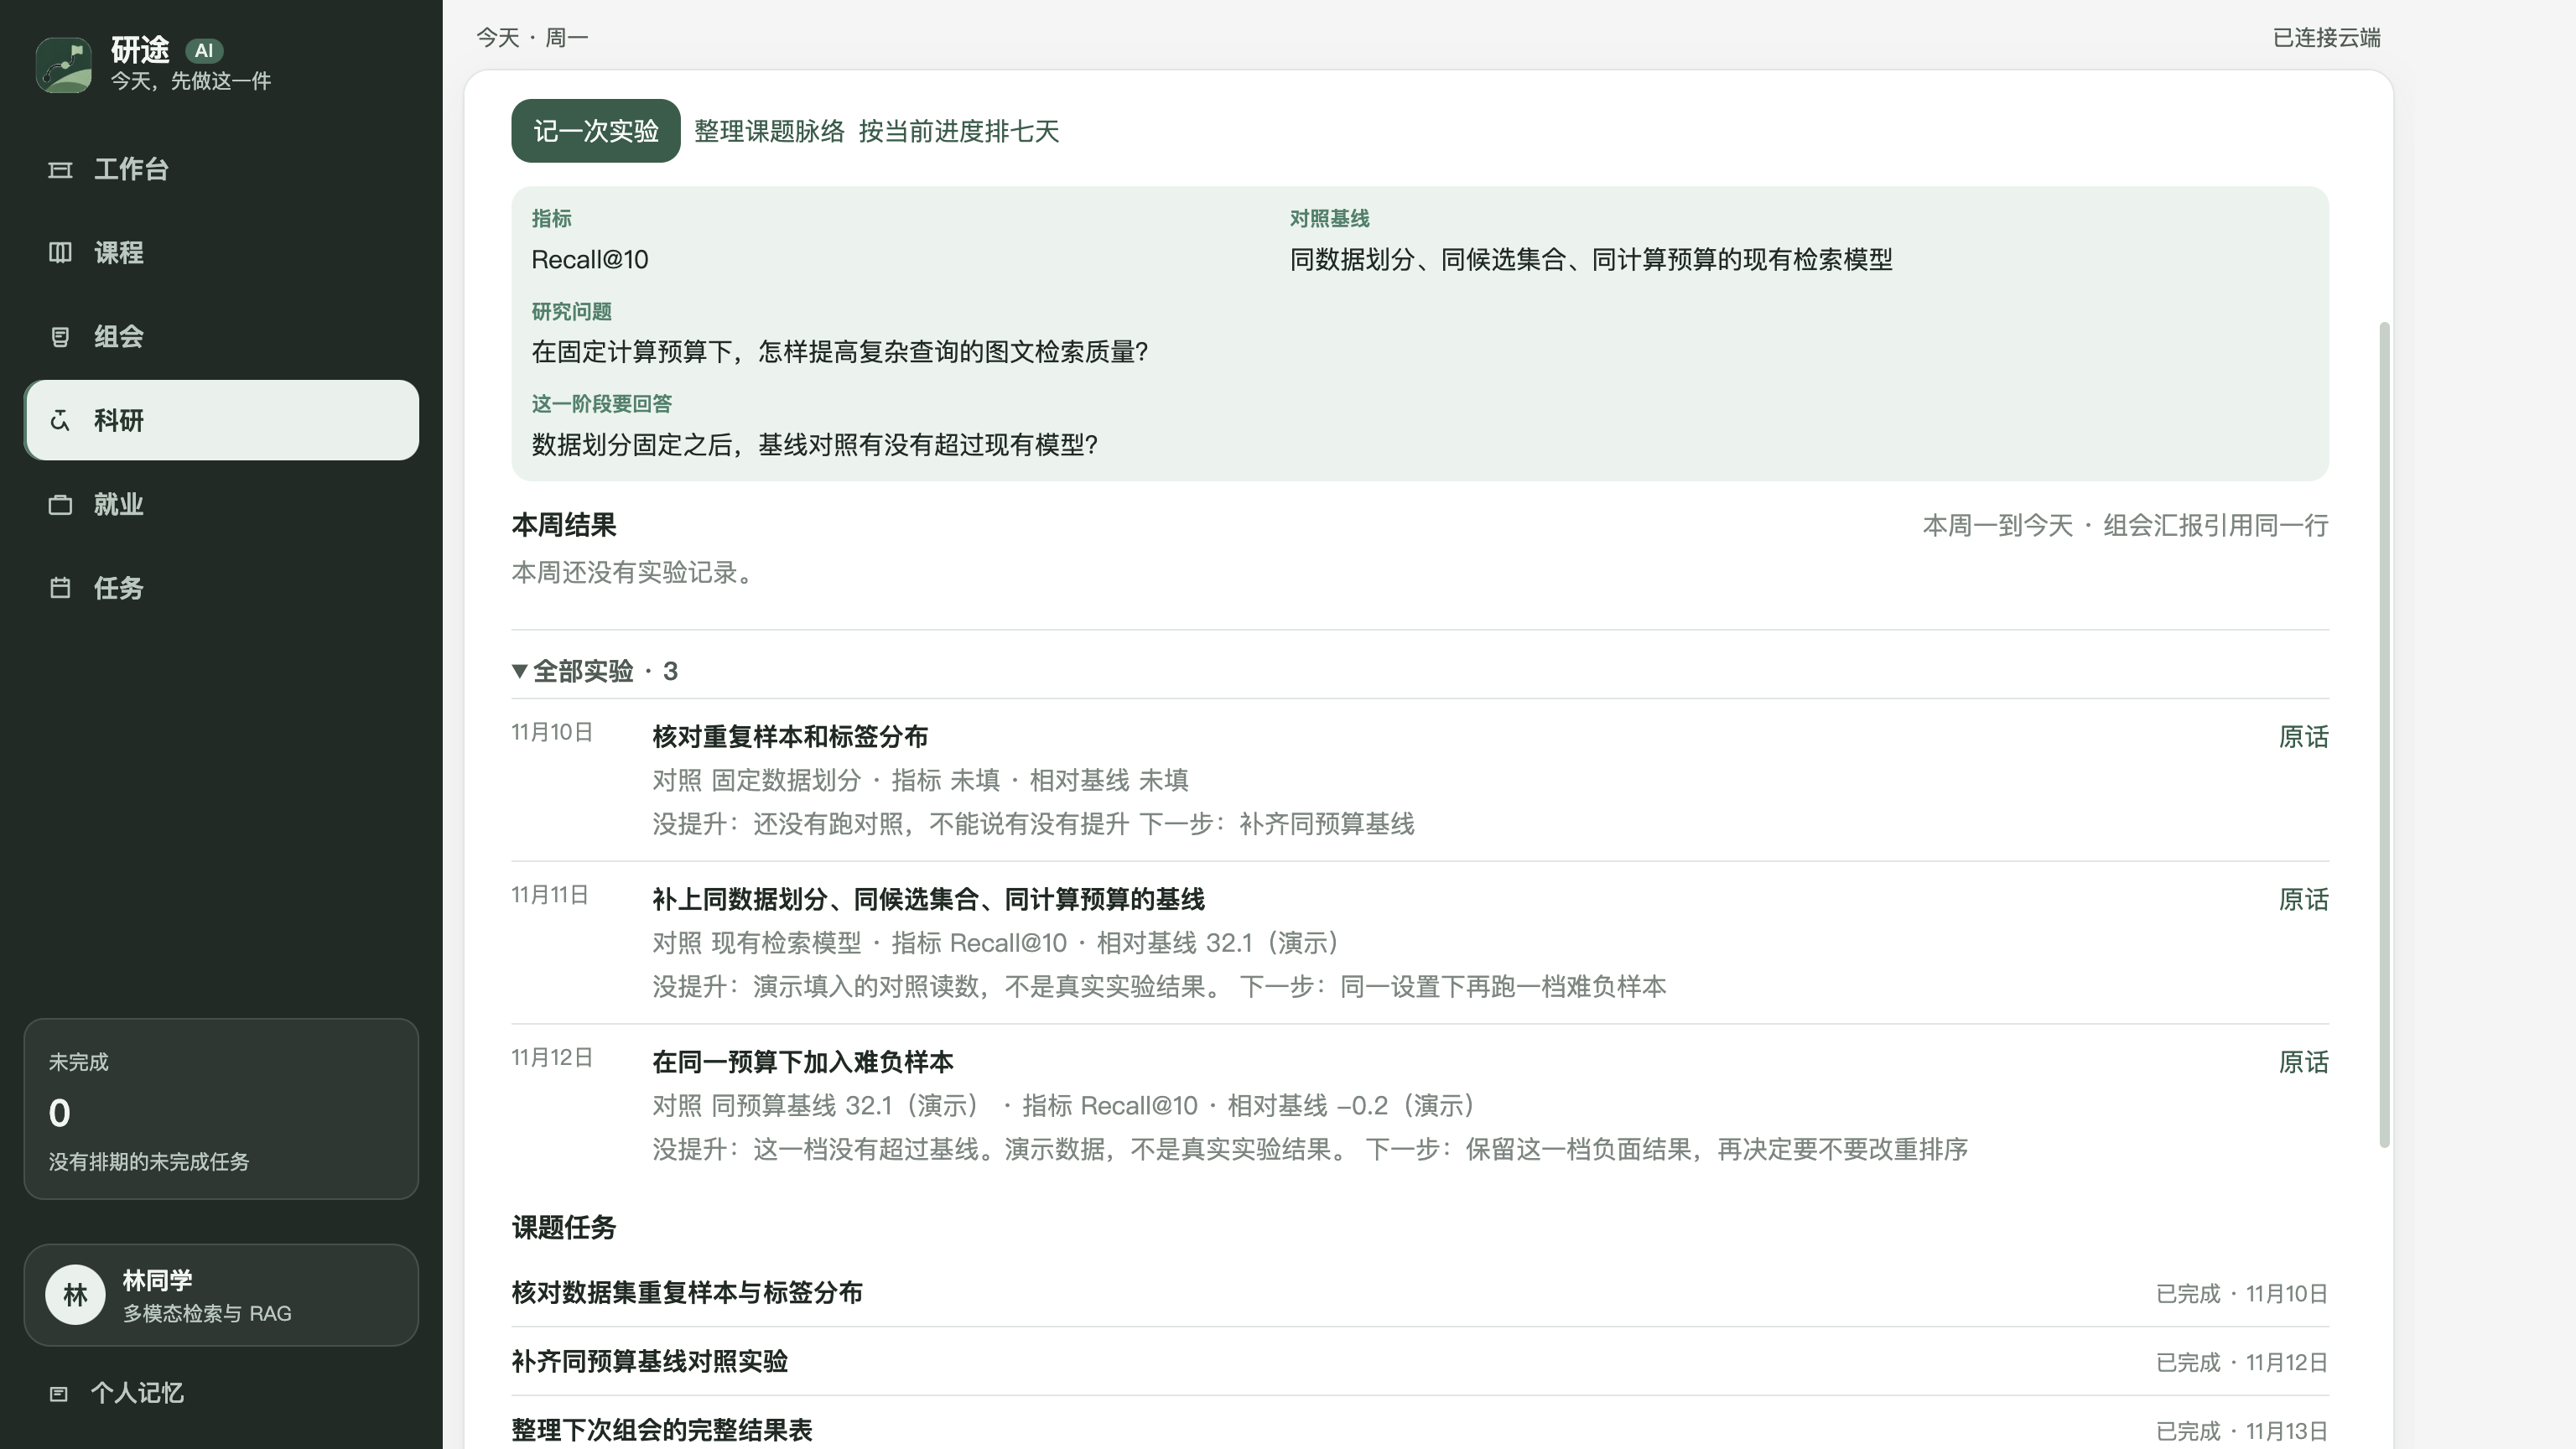 研途 AI
今天，先做这一件
工作台
课程
组会
科研
就业
任务
未完成
0
没有排期的未完成任务
林
林同学
多模态检索与 RAG
个人记忆
今天 · 周一
已连接云端
记一次实验 整理课题脉络 按当前进度排七天
指标
Recall@10
对照基线
同数据划分、同候选集合、同计算预算的现有检索模型
研究问题
在固定计算预算下，怎样提高复杂查询的图文检索质量？
这一阶段要回答
数据划分固定之后，基线对照有没有超过现有模型？
本周结果
本周一到今天 · 组会汇报引用同一行
本周还没有实验记录。
▼全部实验 · 3
11月10日
核对重复样本和标签分布
原话
对照 固定数据划分 · 指标 未填 · 相对基线 未填
没提升：还没有跑对照，不能说有没有提升 下一步：补齐同预算基线
11月11日
补上同数据划分、同候选集合、同计算预算的基线
原话
对照 现有检索模型 · 指标 Recall@10 · 相对基线 32.1（演示）
没提升：演示填入的对照读数，不是真实实验结果。 下一步：同一设置下再跑一档难负样本
11月12日
在同一预算下加入难负样本
原话
对照 同预算基线 32.1（演示） · 指标 Recall@10 · 相对基线 −0.2（演示）
没提升：这一档没有超过基线。演示数据，不是真实实验结果。 下一步：保留这一档负面结果，再决定要不要改重排序
课题任务
核对数据集重复样本与标签分布
已完成 · 11月10日
补齐同预算基线对照实验
已完成 · 11月12日
整理下次组会的完整结果表
已完成 · 11月13日